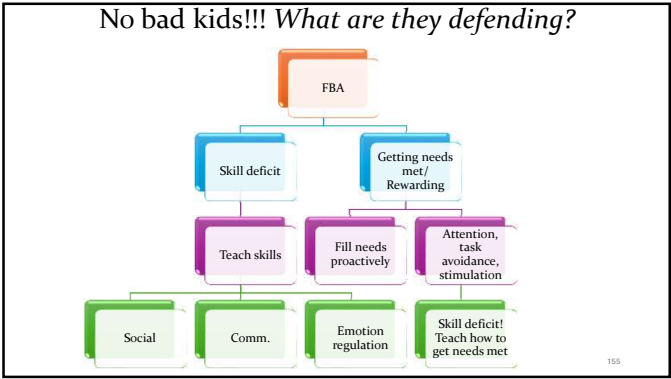 No bad kids!!! What are they defending?
FBA
Skill deficit
Getting needs
met/
Rewarding
Teach skills
Fill needs
proactively
Attention,
task
avoidance,
stimulation
Social
Comm.
Emotion
regulation
Skill deficit!
Teach how to
get needs met
155